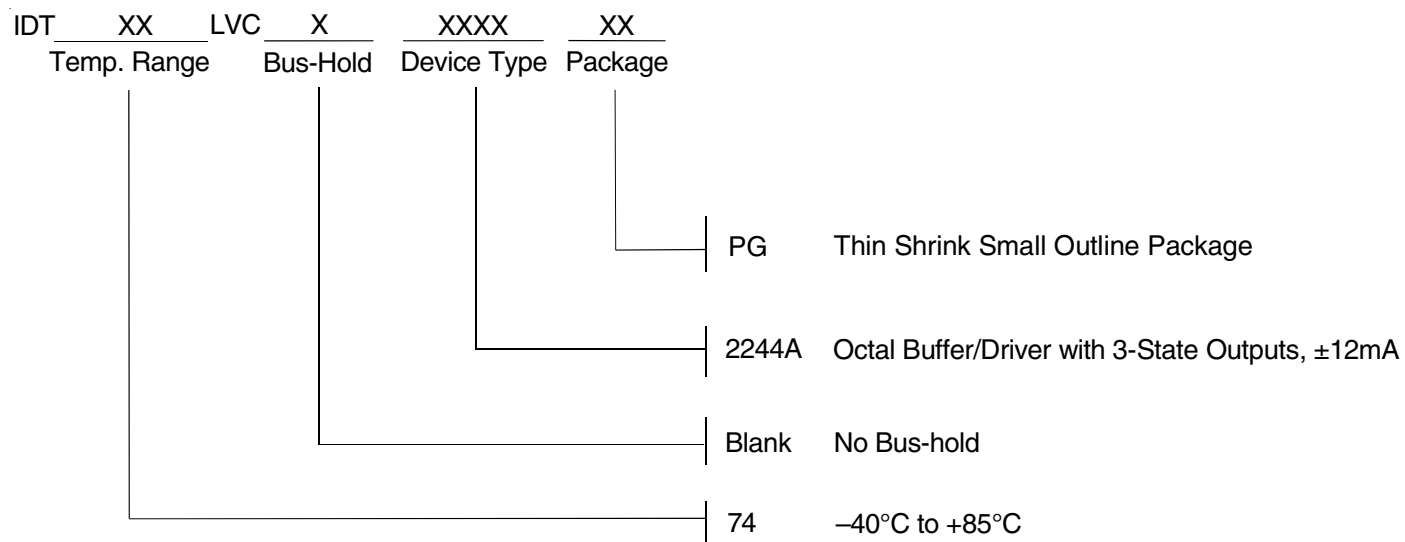 IDT XX LVC X XXXX XX
Temp. Range Bus-Hold Device Type Package
PG Thin Shrink Small Outline Package
2244A Octal Buffer/Driver with 3-State Outputs, ±12mA
Blank No Bus-hold
74 –40°C to +85°C